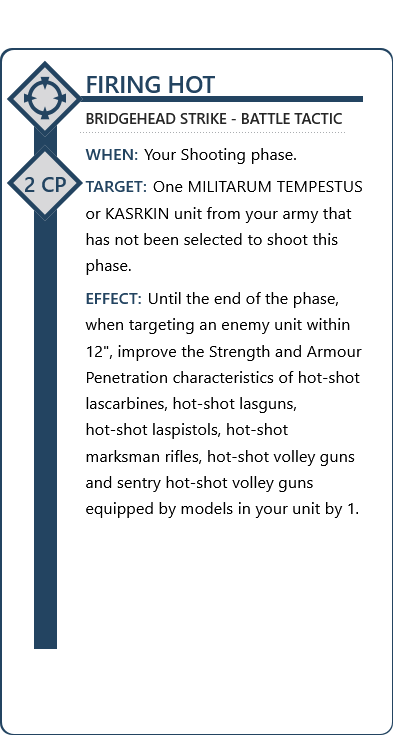 FIRING HOT
BRIDGEHEAD STRIKE - BATTLE TACTIC
WHEN: Your Shooting phase.
2 CP
TARGET: One MILITARUM TEMPESTUS
or KASRKIN unit from your army that
has not been selected to shoot this
phase.
EFFECT: Until the end of the phase,
when targeting an enemy unit within
12", improve the Strength and Armour
Penetration characteristics of hot-shot
lascarbines, hot-shot lasguns,
hot-shot laspistols, hot-shot
marksman rifles, hot-shot volley guns
and sentry hot-shot volley guns
equipped by models in your unit by 1.